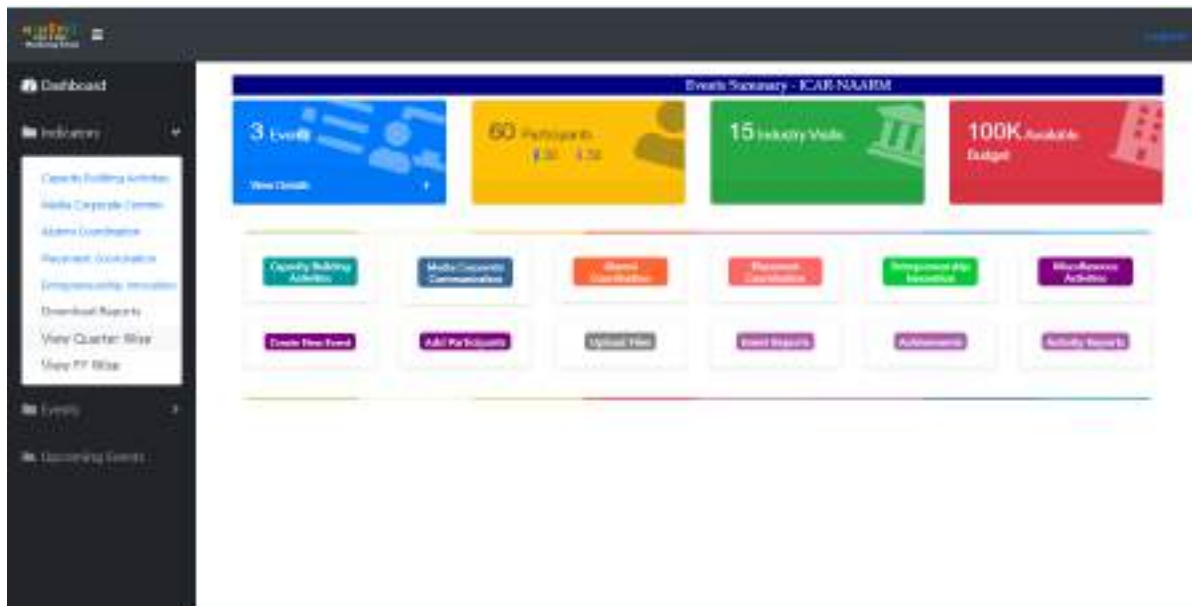 Dashboard
Indicators
Capacity Building Activities
Alumni Coordination
Placement Coordination
Entrepreneurship Innovation
Download Reports
View Quarter Wise
View FY Wise
Events
Upcoming Events
Events Summary - ICAR-NAARM
3 Events
View Details
60 Participants
15 Industry Visits
100K Available
Budget
Capacity Building
Activities
Media Corporate
Communication
Alumni
Coordination
Placement
Coordination
Entrepreneurship
Innovation
Miscellaneous
Activities
Create New Event
Add Participants
Upload Files
Event Reports
Achievements
Activity Reports